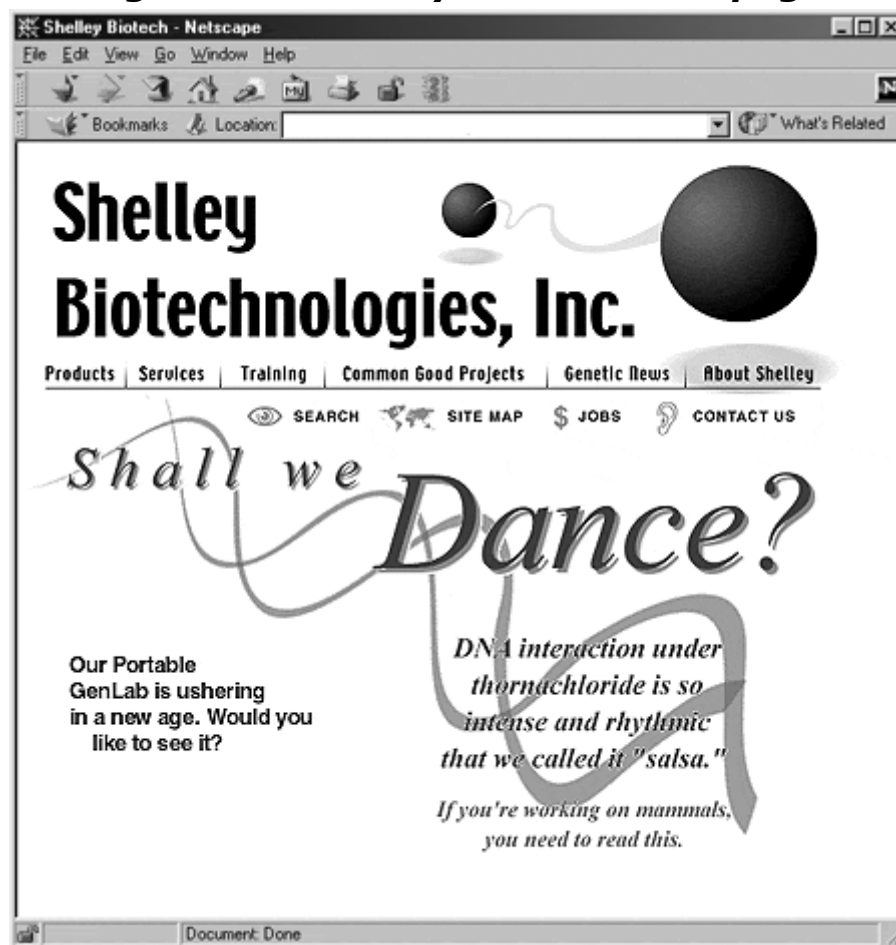 Shelley Biotech - Netscape
File Edit View Go Window Help
My
N
Bookmarks Location: What's Related
Shelley
Biotechnologies, Inc.
Products Services Training Common Good Projects Genetic News About Shelley
SEARCH SITE MAP $ JOBS CONTACT US
Shall we
Dance?
Our Portable
GenLab is ushering
in a new age. Would you
like to see it?
DNA interaction under
thornachloride is so
intense and rhythmic
that we called it "salsa."
If you're working on mammals,
you need to read this.
Document: Done